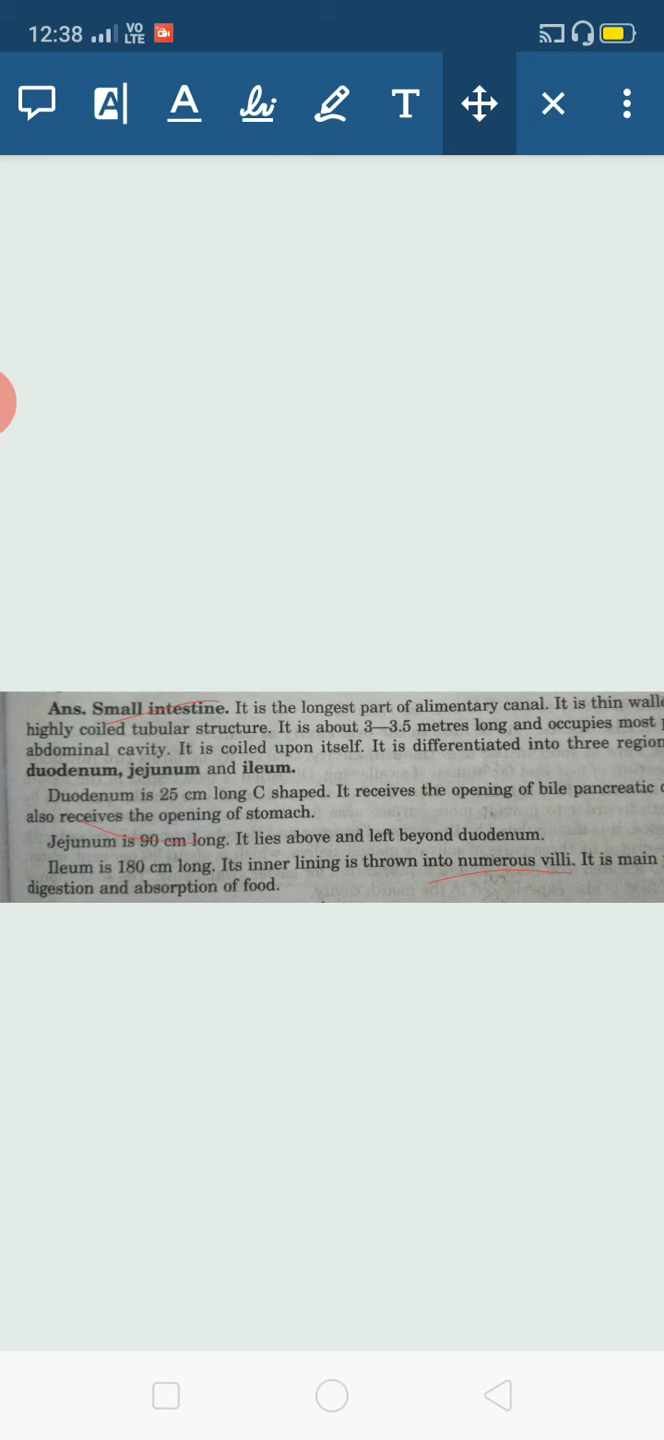 12:38 VO LTE
A A T
Ans. Small intestine. It is the longest part of alimentary canal. It is thin walle
highly coiled tubular structure. It is about 3—3.5 metres long and occupies most
abdominal cavity. It is coiled upon itself. It is differentiated into three region
duodenum, jejunum and ileum.
Duodenum is 25 cm long C shaped. It receives the opening of bile pancreatic
also receives the opening of stomach.
Jejunum is 90 cm long. It lies above and left beyond duodenum.
Ileum is 180 cm long. Its inner lining is thrown into numerous villi. It is main
digestion and absorption of food.